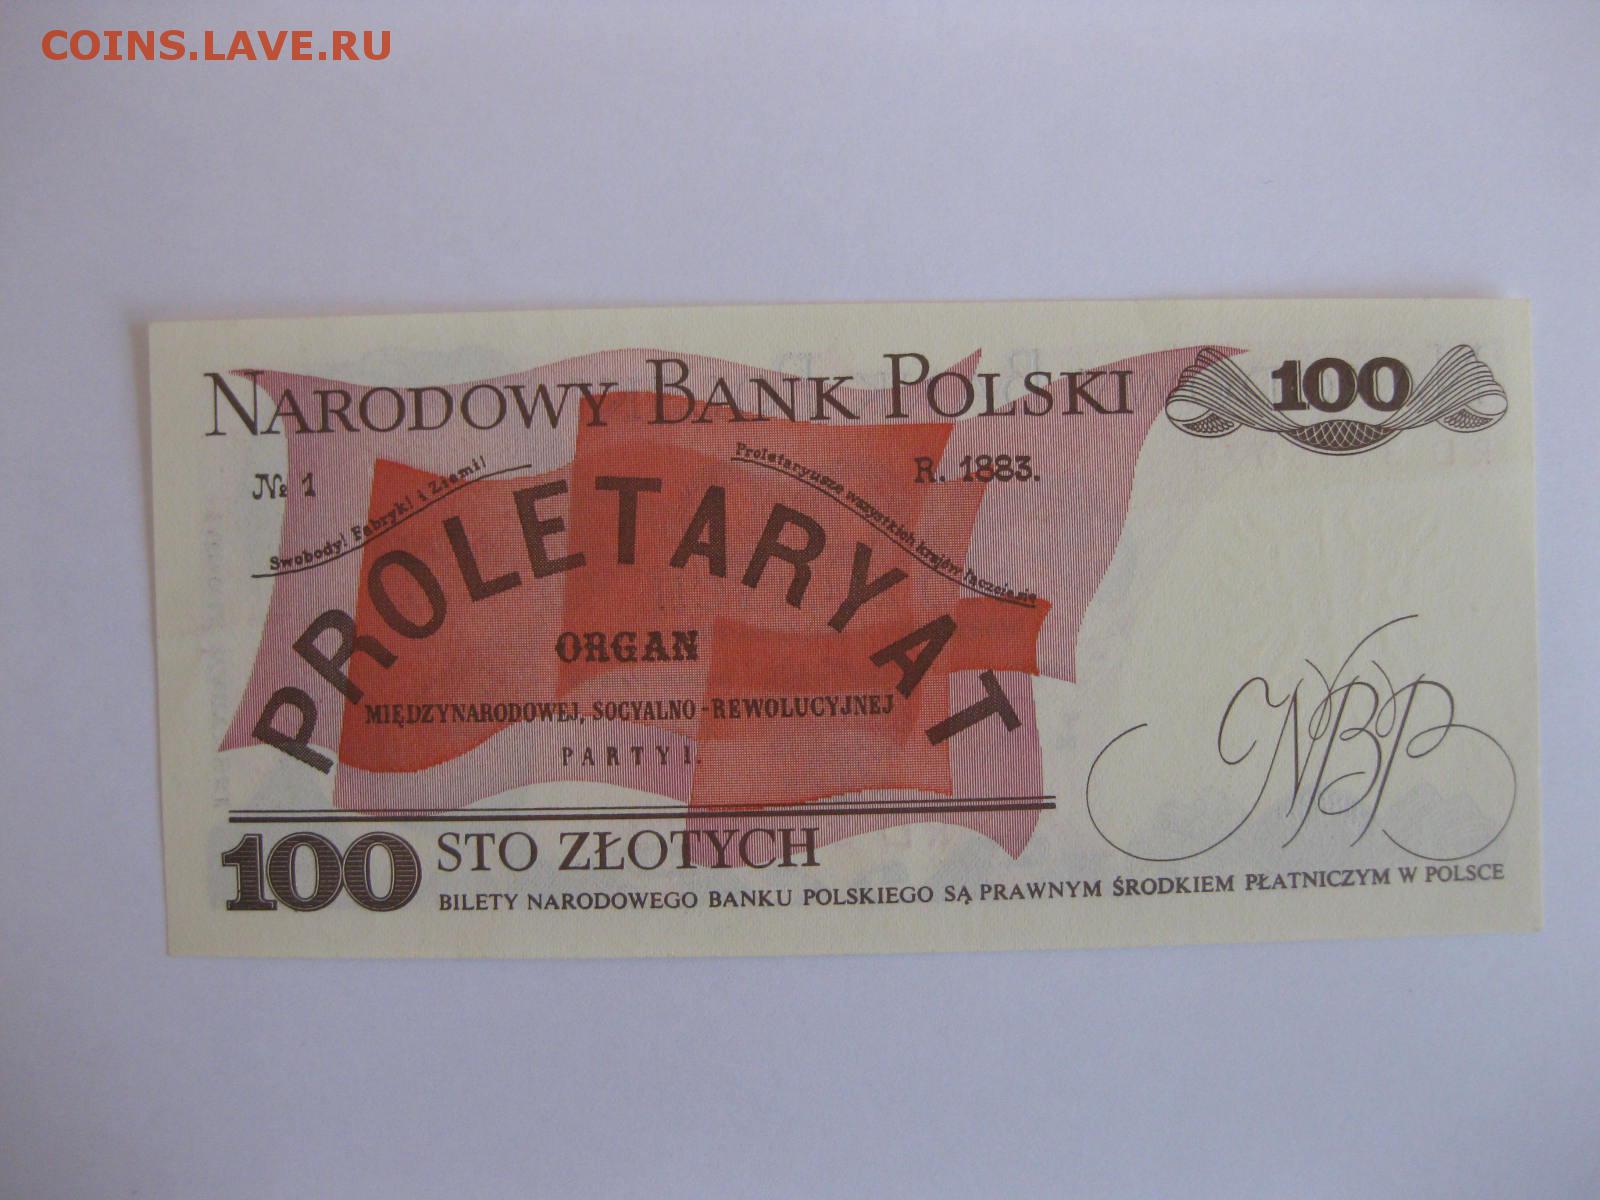 COINS.LAVE.RU
NARODOWY BANK POLSKI 100
№ 1 R. 1883.
Swobody! Fabryk! i Ziemi! Proletaryusze wszystkich krajów łączcie się
PROLETARYAT
ORGAN
MIĘDZYNARODOWEJ, SOCYALNO-REWOLUCYJNEJ
PARTYI.
NBP
100 STO ZŁOTYCH
BILETY NARODOWEGO BANKU POLSKIEGO SĄ PRAWNYM ŚRODKIEM PŁATNICZYM W POLSCE